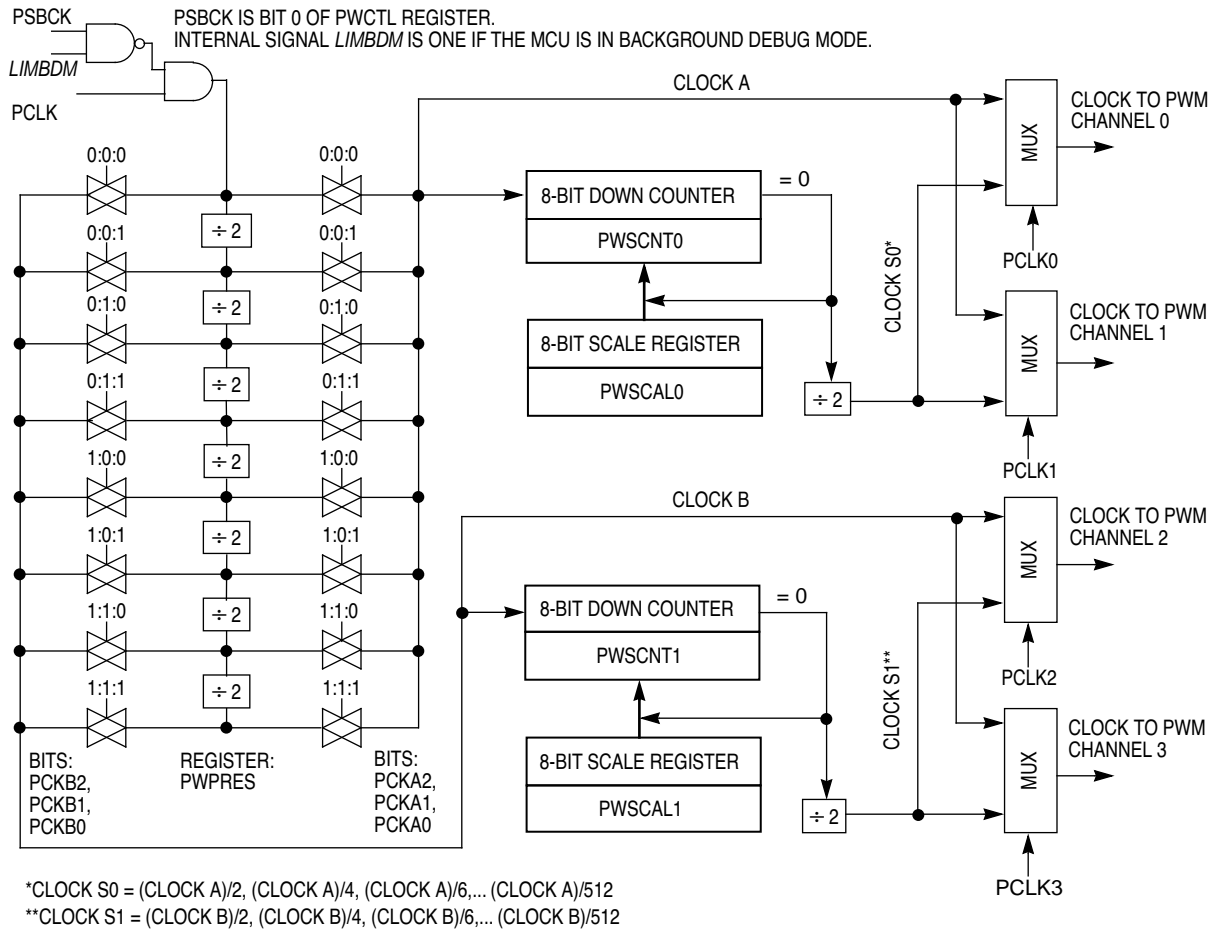 PSBCK
PSBCK IS BIT 0 OF PWCTL REGISTER.
INTERNAL SIGNAL LIMBDM IS ONE IF THE MCU IS IN BACKGROUND DEBUG MODE.
LIMBDM
PCLK
CLOCK A
CLOCK TO PWM
CHANNEL 0
MUX
PCLK0
0:0:0
0:0:0
÷ 2
0:0:1
0:0:1
÷ 2
0:1:0
0:1:0
÷ 2
0:1:1
0:1:1
÷ 2
1:0:0
1:0:0
÷ 2
1:0:1
1:0:1
÷ 2
1:1:0
1:1:0
÷ 2
1:1:1
1:1:1
8-BIT DOWN COUNTER
= 0
PWSCNT0
8-BIT SCALE REGISTER
PWSCAL0
÷ 2
CLOCK S0*
CLOCK TO PWM
CHANNEL 1
MUX
PCLK1
CLOCK B
CLOCK TO PWM
CHANNEL 2
MUX
PCLK2
8-BIT DOWN COUNTER
= 0
PWSCNT1
8-BIT SCALE REGISTER
PWSCAL1
÷ 2
CLOCK S1**
CLOCK TO PWM
CHANNEL 3
MUX
PCLK3
BITS:
PCKB2,
PCKB1,
PCKB0
REGISTER:
PWPRES
BITS:
PCKA2,
PCKA1,
PCKA0
*CLOCK S0 = (CLOCK A)/2, (CLOCK A)/4, (CLOCK A)/6,... (CLOCK A)/512
**CLOCK S1 = (CLOCK B)/2, (CLOCK B)/4, (CLOCK B)/6,... (CLOCK B)/512